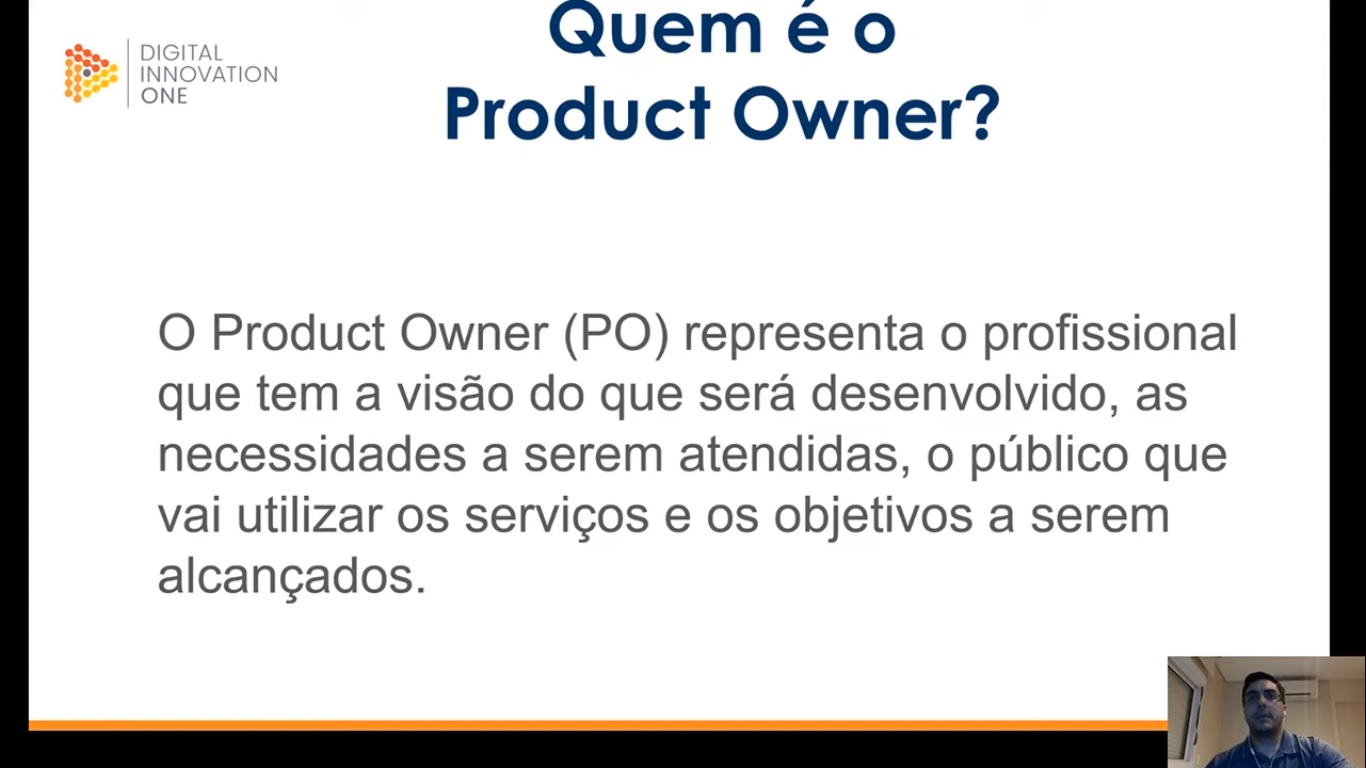 DIGITAL
INNOVATION
ONE
Quem é o
Product Owner?
O Product Owner (PO) representa o profissional
que tem a visão do que será desenvolvido, as
necessidades a serem atendidas, o público que
vai utilizar os serviços e os objetivos a serem
alcançados.